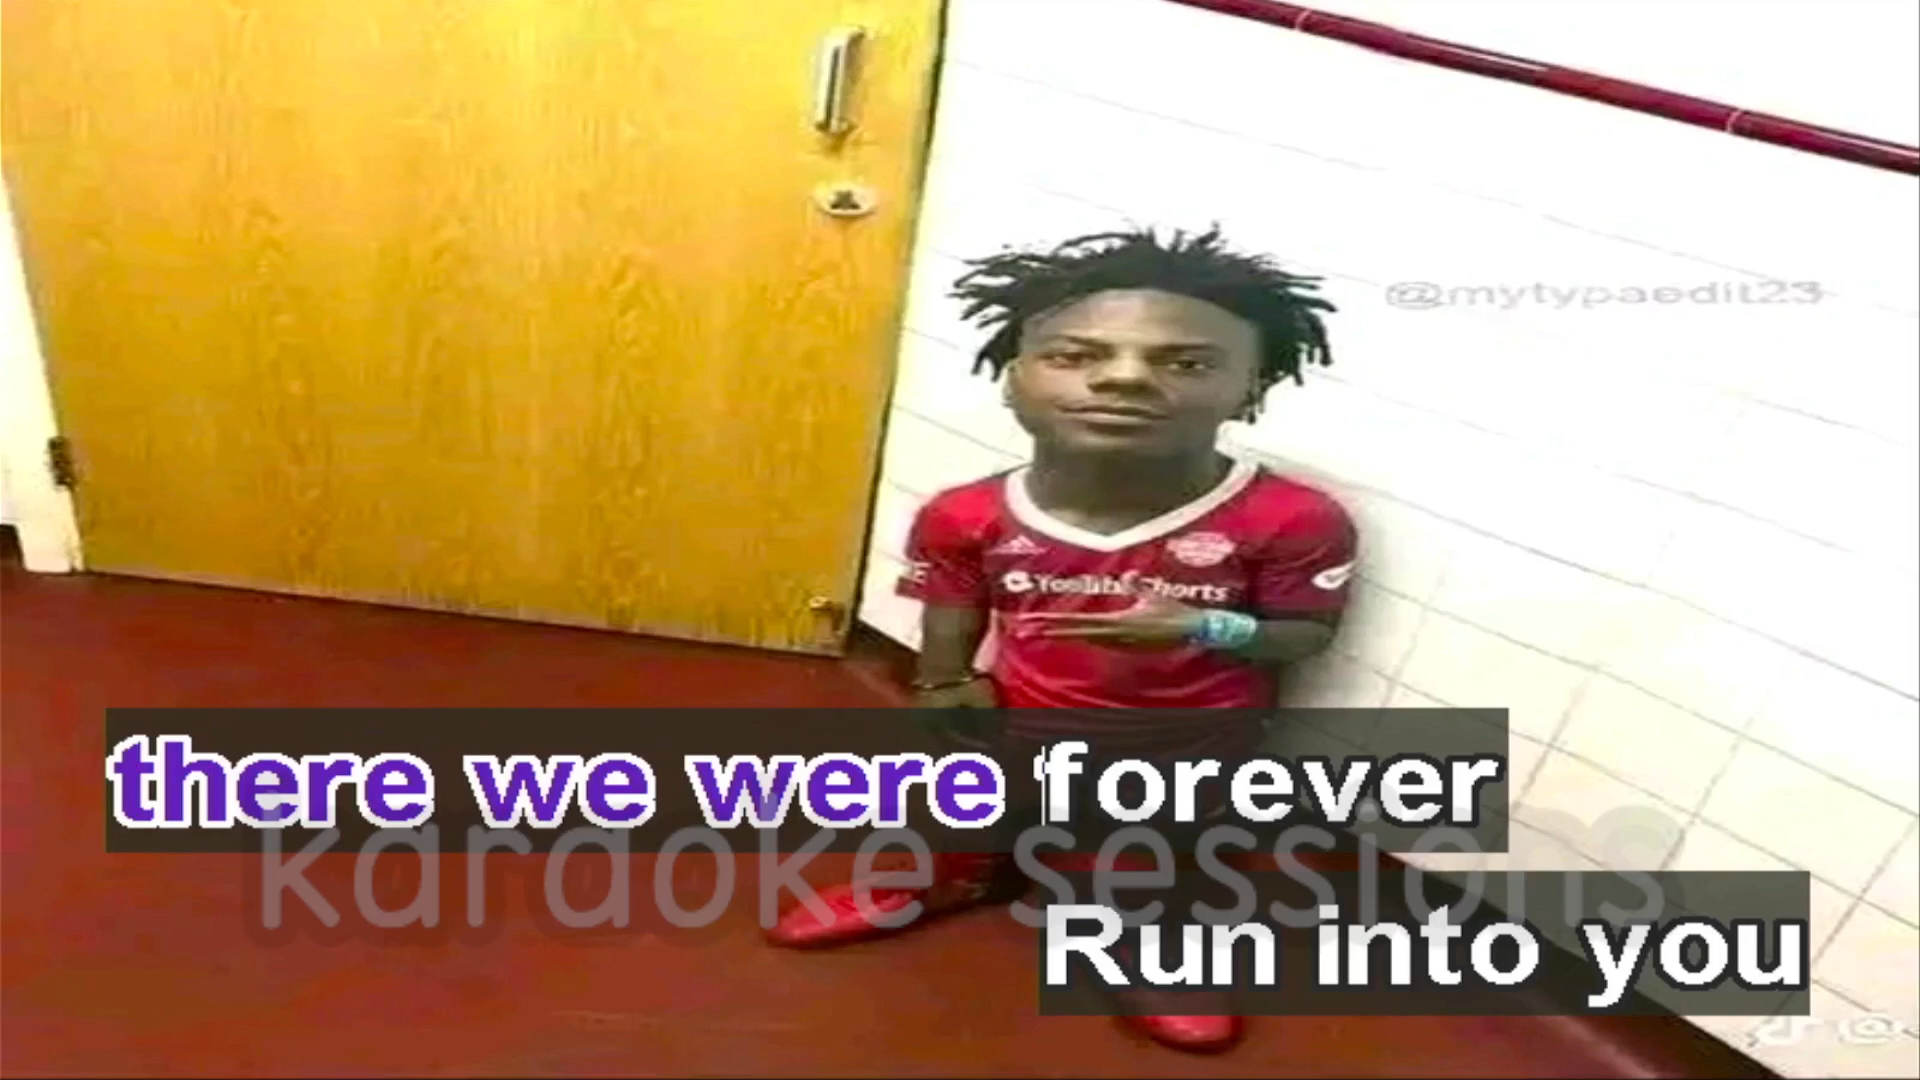 @mytypaedit23
there we were forever
karaoke sessions
Run into you